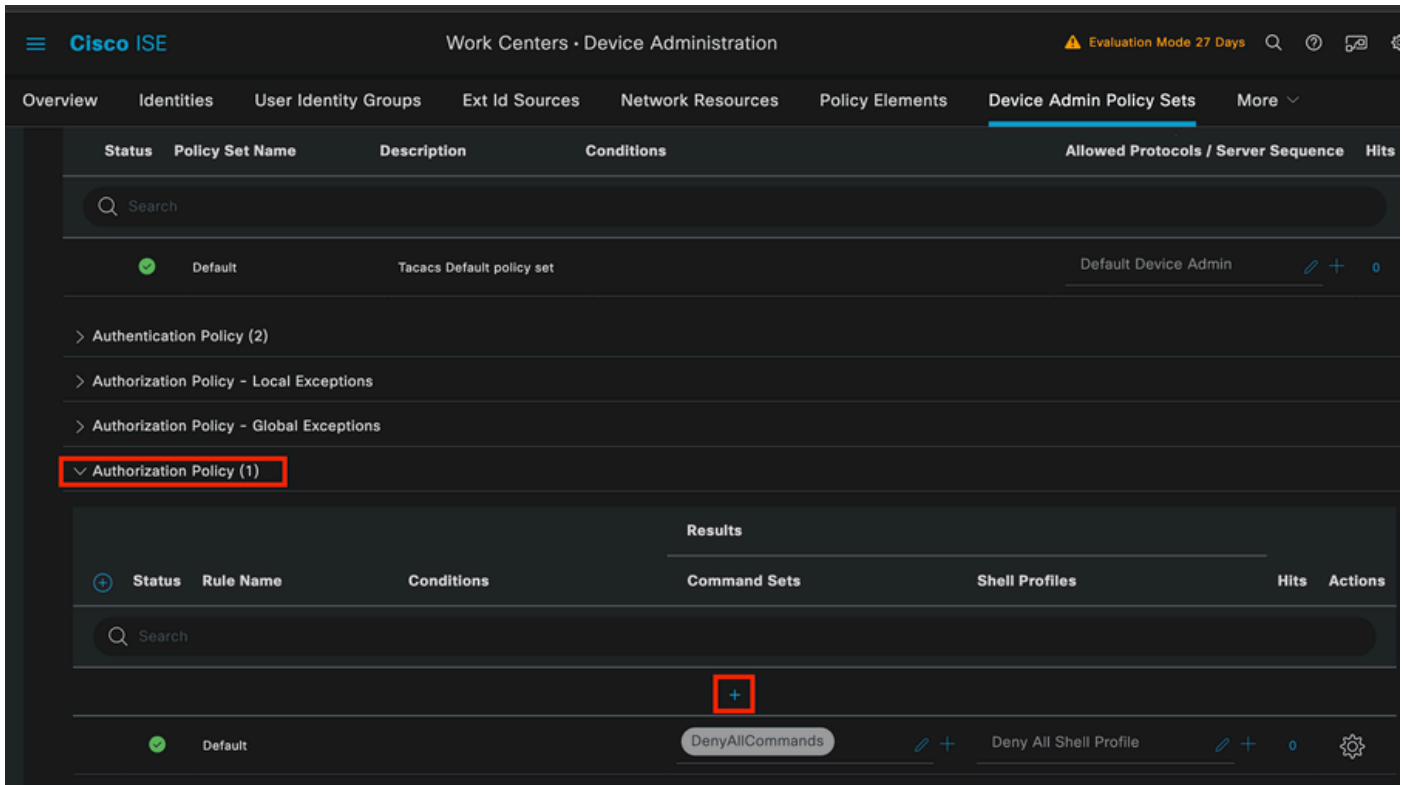 Cisco ISE Work Centers · Device Administration Evaluation Mode 27 Days
Overview Identities User Identity Groups Ext Id Sources Network Resources Policy Elements Device Admin Policy Sets More
Status Policy Set Name Description Conditions Allowed Protocols / Server Sequence Hits
Search
Default Tacacs Default policy set Default Device Admin 0
Authentication Policy (2)
Authorization Policy - Local Exceptions
Authorization Policy - Global Exceptions
Authorization Policy (1)
Results
Status Rule Name Conditions Command Sets Shell Profiles Hits Actions
Search
Default DenyAllCommands Deny All Shell Profile 0